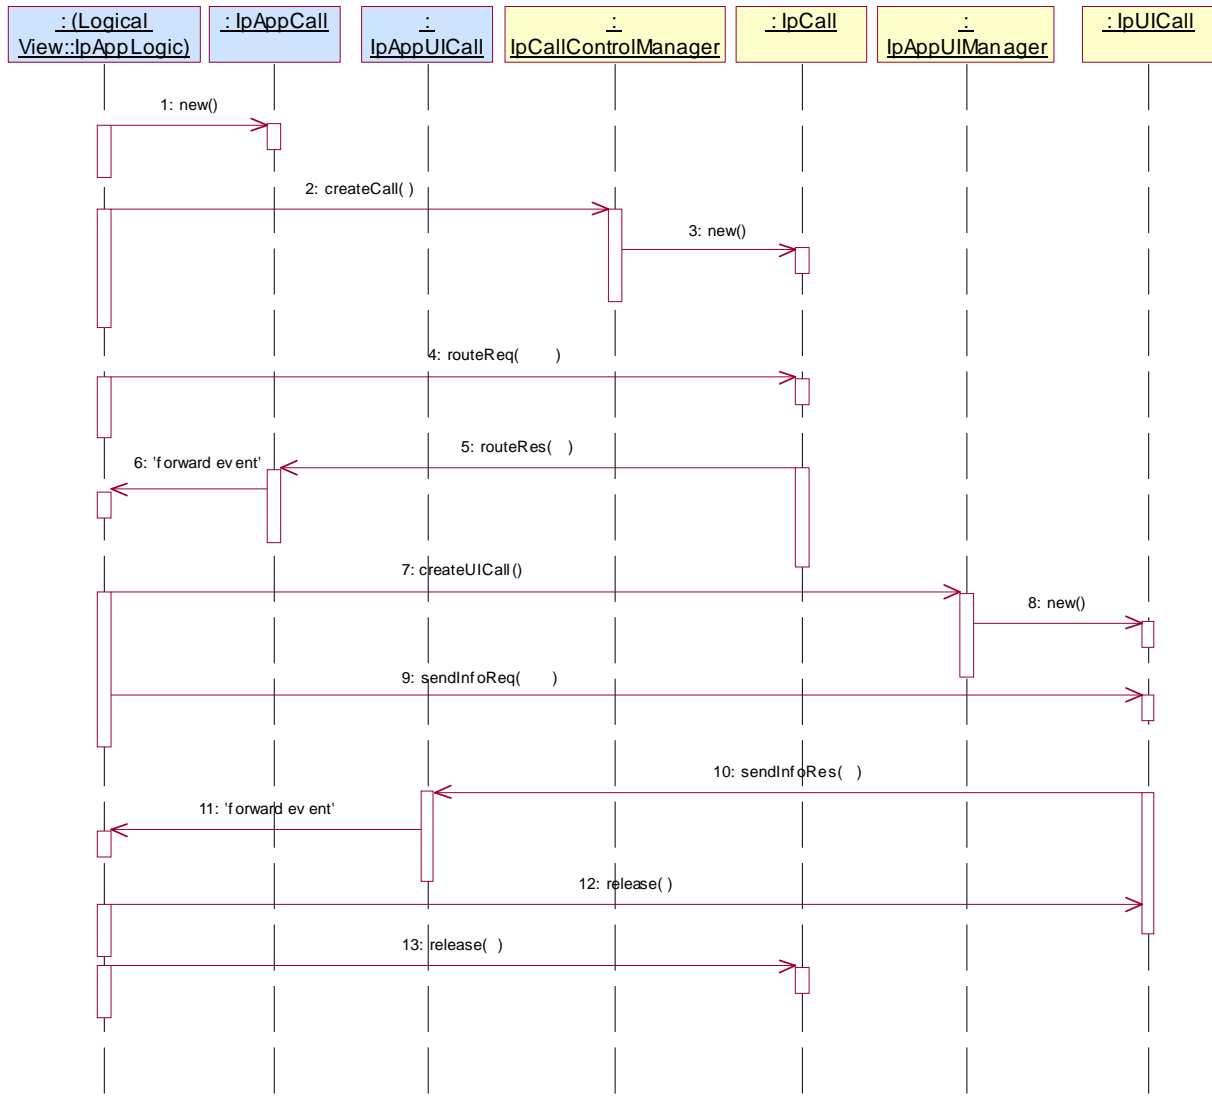 : (Logical
View::IpAppLogic)
: IpAppCall
:
IpAppUICall
:
IpCallControlManager
: IpCall
:
IpAppUIManager
: IpUICall
1: new()
2: createCall( )
3: new()
4: routeReq( )
5: routeRes( )
6: 'forward event'
7: createUICall()
8: new()
9: sendInfoReq( )
10: sendInfoRes( )
11: 'forward event'
12: release( )
13: release( )